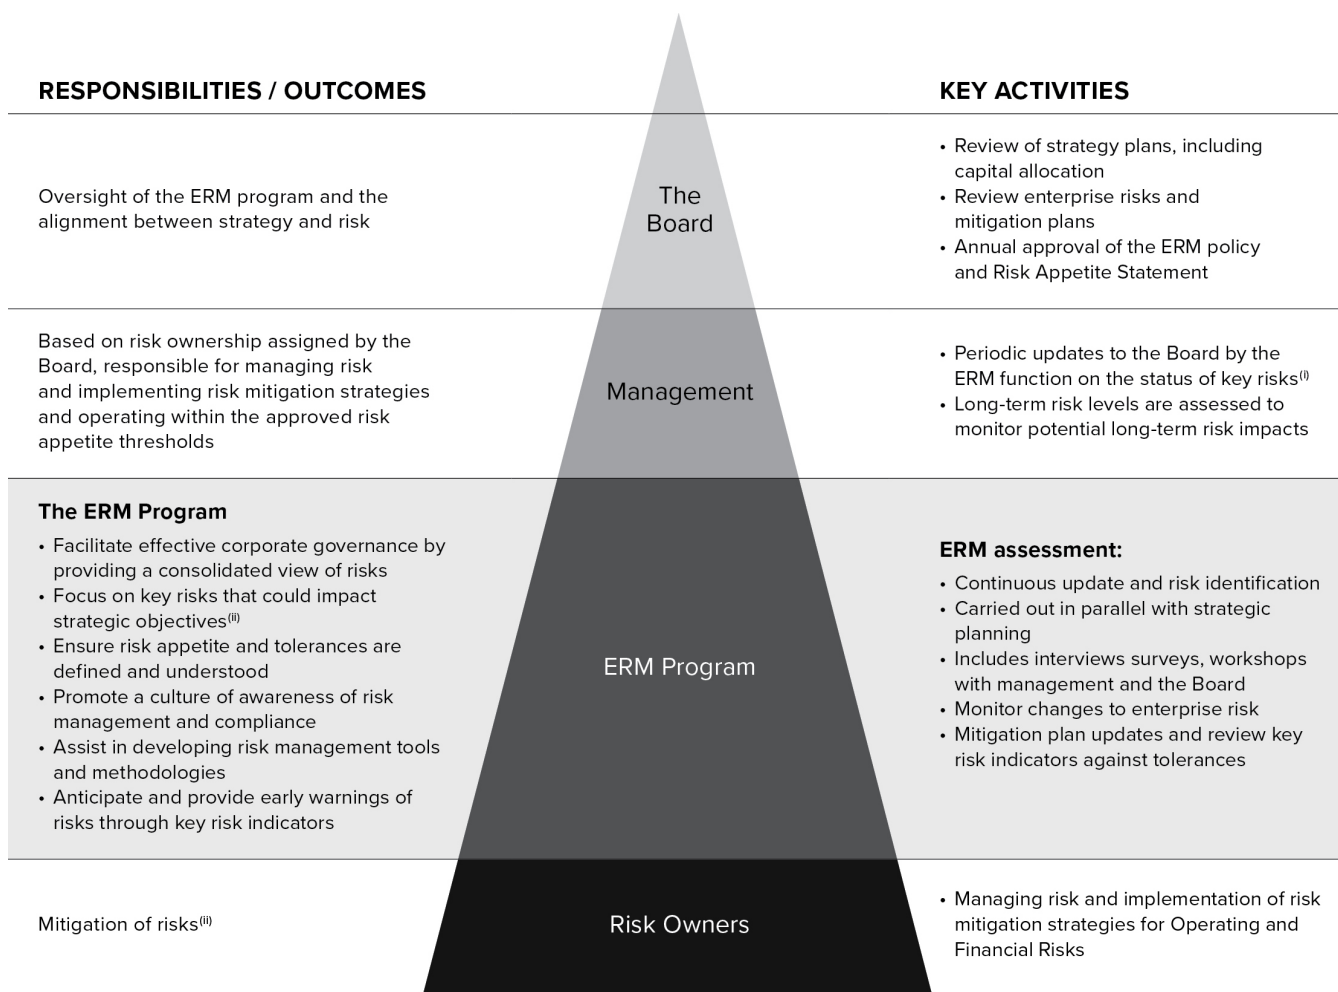 RESPONSIBILITIES / OUTCOMES
KEY ACTIVITIES
Oversight of the ERM program and the
alignment between strategy and risk
The
Board
• Review of strategy plans, including
capital allocation
• Review enterprise risks and
mitigation plans
• Annual approval of the ERM policy
and Risk Appetite Statement
Based on risk ownership assigned by the
Board, responsible for managing risk
and implementing risk mitigation strategies
and operating within the approved risk
appetite thresholds
Management
• Periodic updates to the Board by the
ERM function on the status of key risks(i)
• Long-term risk levels are assessed to
monitor potential long-term risk impacts
The ERM Program
• Facilitate effective corporate governance by
providing a consolidated view of risks
• Focus on key risks that could impact
strategic objectives(ii)
• Ensure risk appetite and tolerances are
defined and understood
• Promote a culture of awareness of risk
management and compliance
• Assist in developing risk management tools
and methodologies
• Anticipate and provide early warnings of
risks through key risk indicators
ERM Program
ERM assessment:
• Continuous update and risk identification
• Carried out in parallel with strategic
planning
• Includes interviews surveys, workshops
with management and the Board
• Monitor changes to enterprise risk
• Mitigation plan updates and review key
risk indicators against tolerances
Mitigation of risks(ii)
Risk Owners
• Managing risk and implementation of risk
mitigation strategies for Operating and
Financial Risks